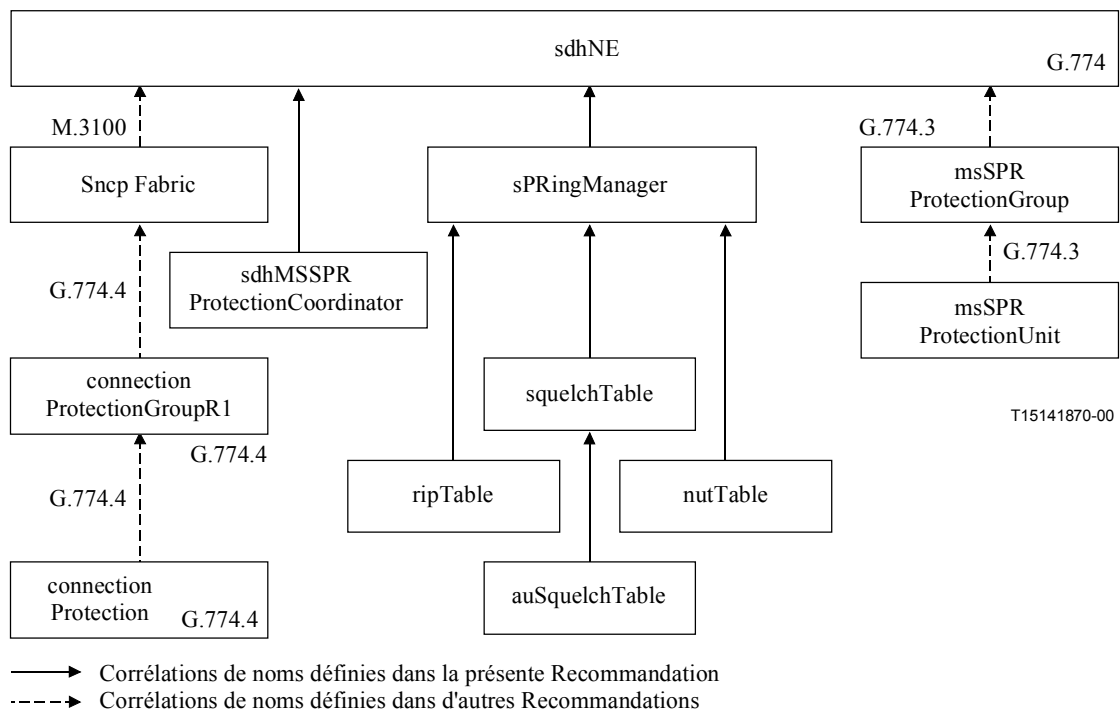 sdhNE
G.774
M.3100
G.774.3
Sncp Fabric
sPRingManager
msSPR
ProtectionGroup
G.774.3
sdhMSSPR
ProtectionCoordinator
G.774.4
msSPR
ProtectionUnit
connection
ProtectionGroupR1
squelchTable
T15141870-00
G.774.4
G.774.4
ripTable
nutTable
connection
Protection
G.774.4
auSquelchTable
Corrélations de noms définies dans la présente Recommandation
Corrélations de noms définies dans d'autres Recommandations